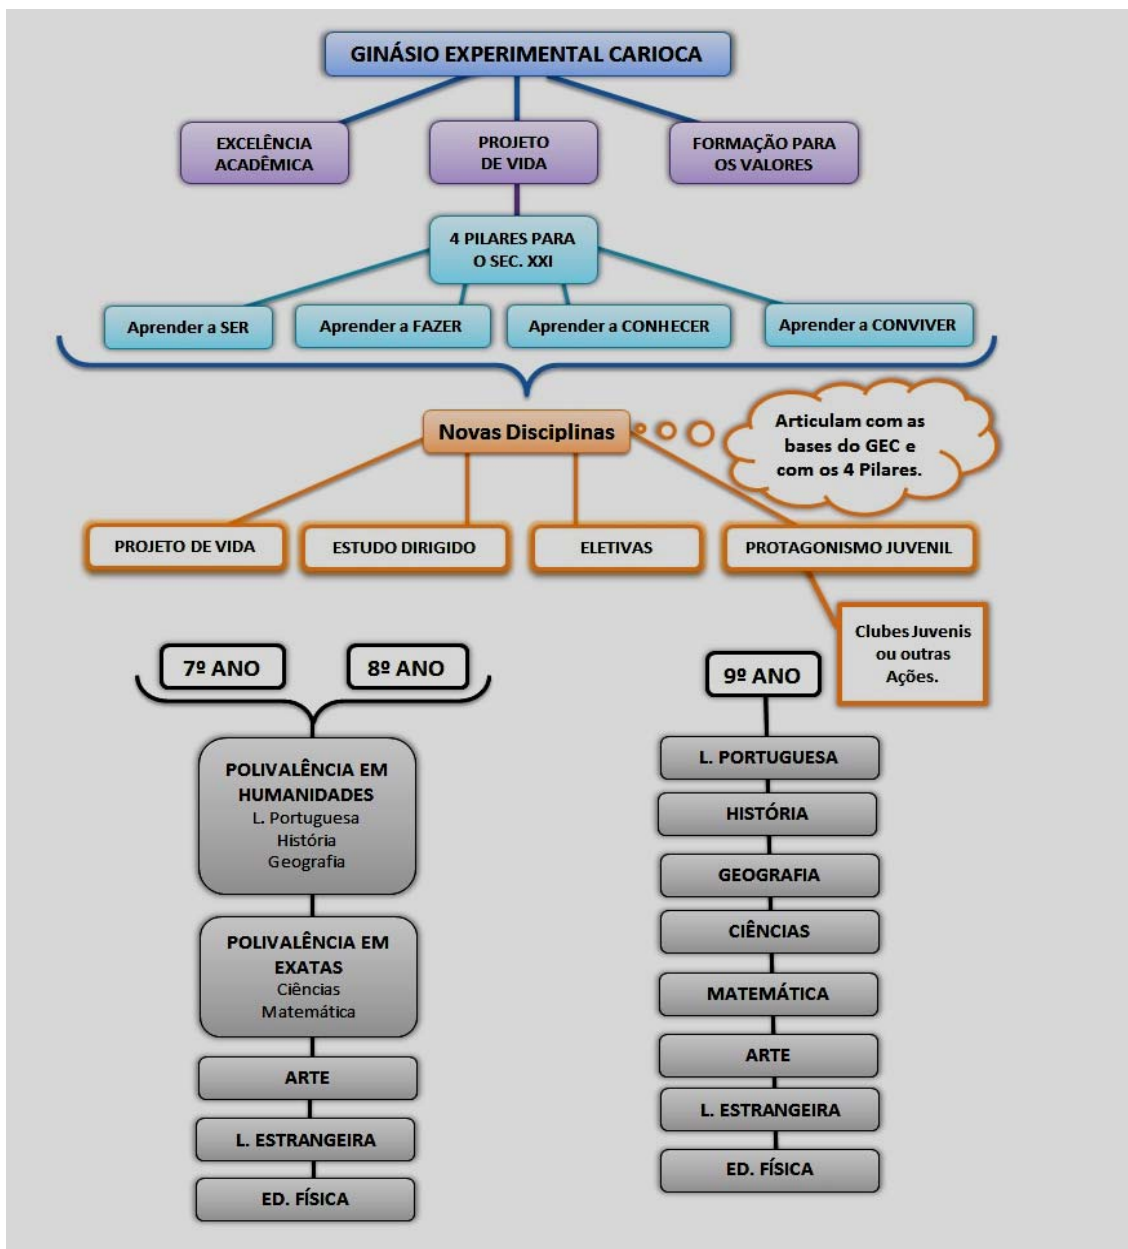 GINÁSIO EXPERIMENTAL CARIOCA
EXCELÊNCIA
ACADÊMICA
PROJETO
DE VIDA
FORMAÇÃO PARA
OS VALORES
4 PILARES PARA
O SEC. XXI
Aprender a SER
Aprender a FAZER
Aprender a CONHECER
Aprender a CONVIVER
Novas Disciplinas
Articulam com as
bases do GEC e
com os 4 Pilares.
PROJETO DE VIDA
ESTUDO DIRIGIDO
ELETIVAS
PROTAGONISMO JUVENIL
Clubes Juvenis
ou outras
Ações.
7º ANO
8º ANO
POLIVALÊNCIA EM
HUMANIDADES
L. Portuguesa
História
Geografia
POLIVALÊNCIA EM
EXATAS
Ciências
Matemática
ARTE
L. ESTRANGEIRA
ED. FÍSICA
9º ANO
L. PORTUGUESA
HISTÓRIA
GEOGRAFIA
CIÊNCIAS
MATEMÁTICA
ARTE
L. ESTRANGEIRA
ED. FÍSICA